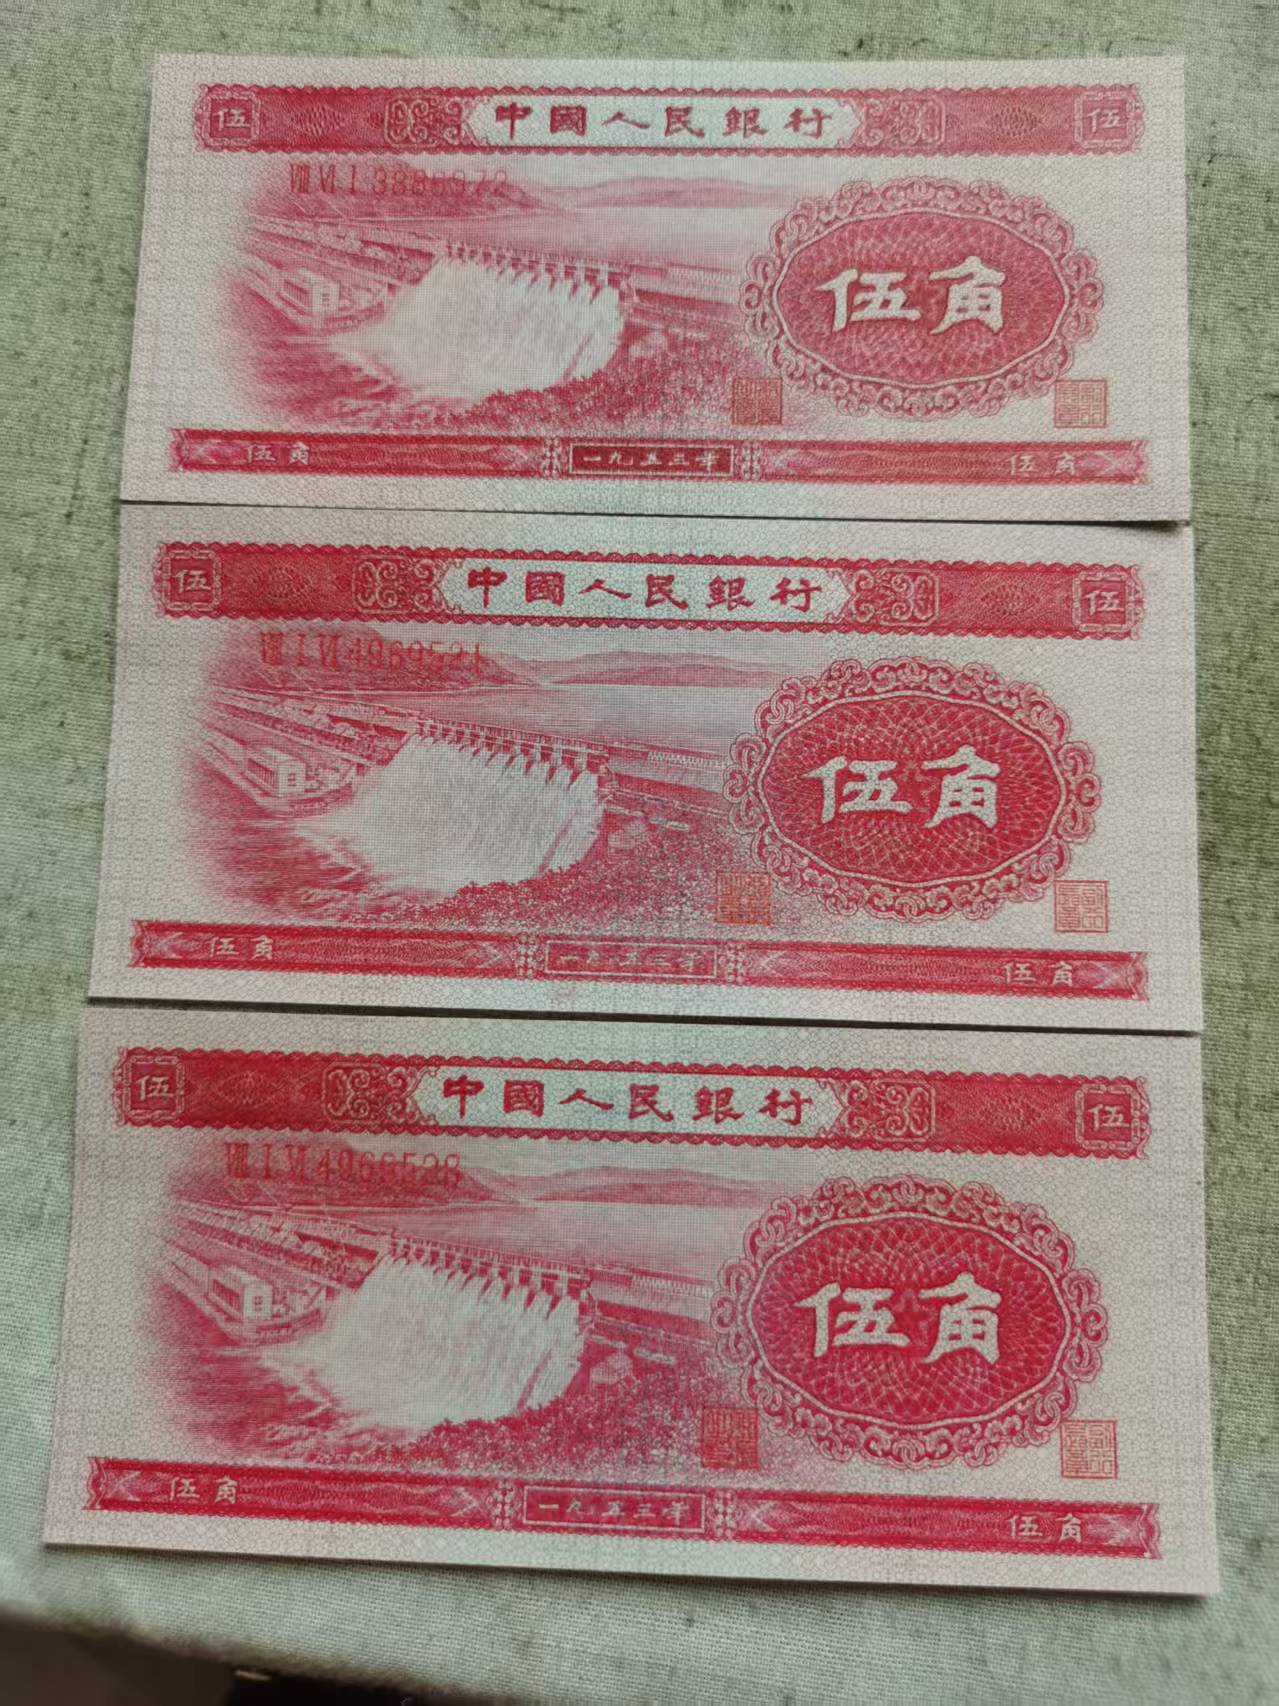 伍 中國人民銀行 伍
VIII VI I 3886972
伍角
伍角 一九五三年 伍角
伍 中國人民銀行 伍
VIII I VI 4969521
伍角
伍角 一九五三年 伍角
伍 中國人民銀行 伍
VIII I VI 4969528
伍角
伍角 一九五三年 伍角